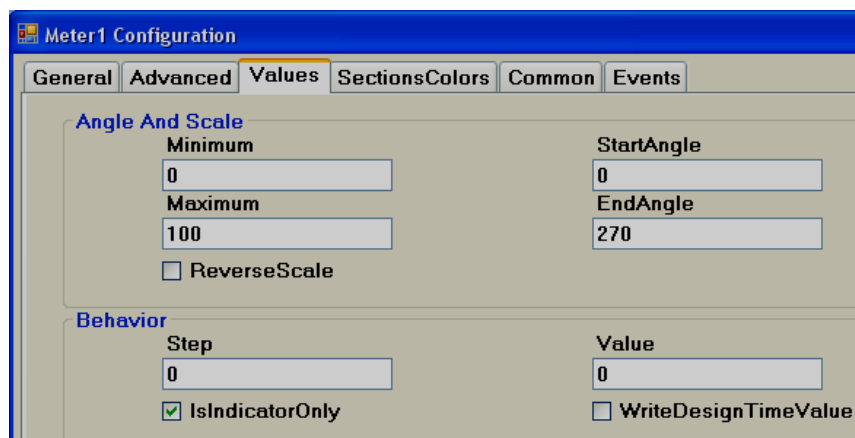 Meter1 Configuration
General Advanced Values SectionsColors Common Events
Angle And Scale
Minimum StartAngle
0 0
Maximum EndAngle
100 270
ReverseScale
Behavior
Step Value
0 0
IsIndicatorOnly WriteDesignTimeValue